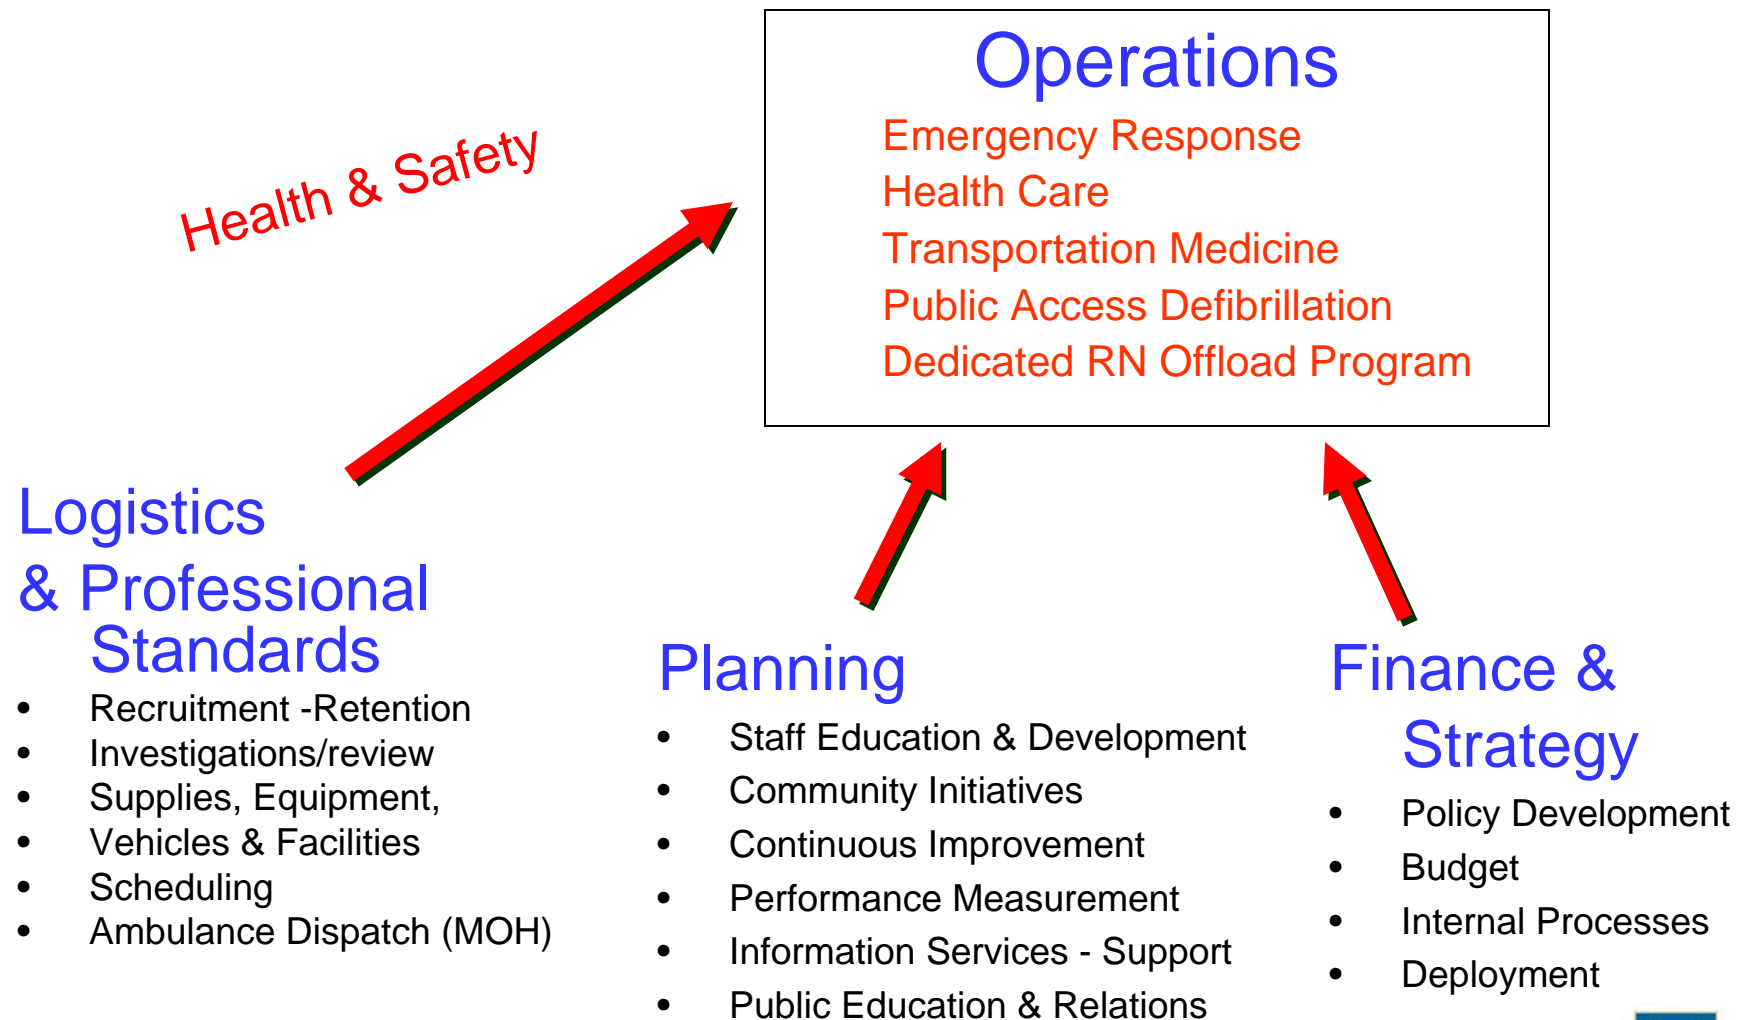 Operations
Emergency Response
Health Care
Transportation Medicine
Public Access Defibrillation
Dedicated RN Offload Program
Health & Safety
Logistics
& Professional
Standards
• Recruitment -Retention
• Investigations/review
• Supplies, Equipment,
• Vehicles & Facilities
• Scheduling
• Ambulance Dispatch (MOH)
Planning
• Staff Education & Development
• Community Initiatives
• Continuous Improvement
• Performance Measurement
• Information Services - Support
• Public Education & Relations
Finance &
Strategy
• Policy Development
• Budget
• Internal Processes
• Deployment